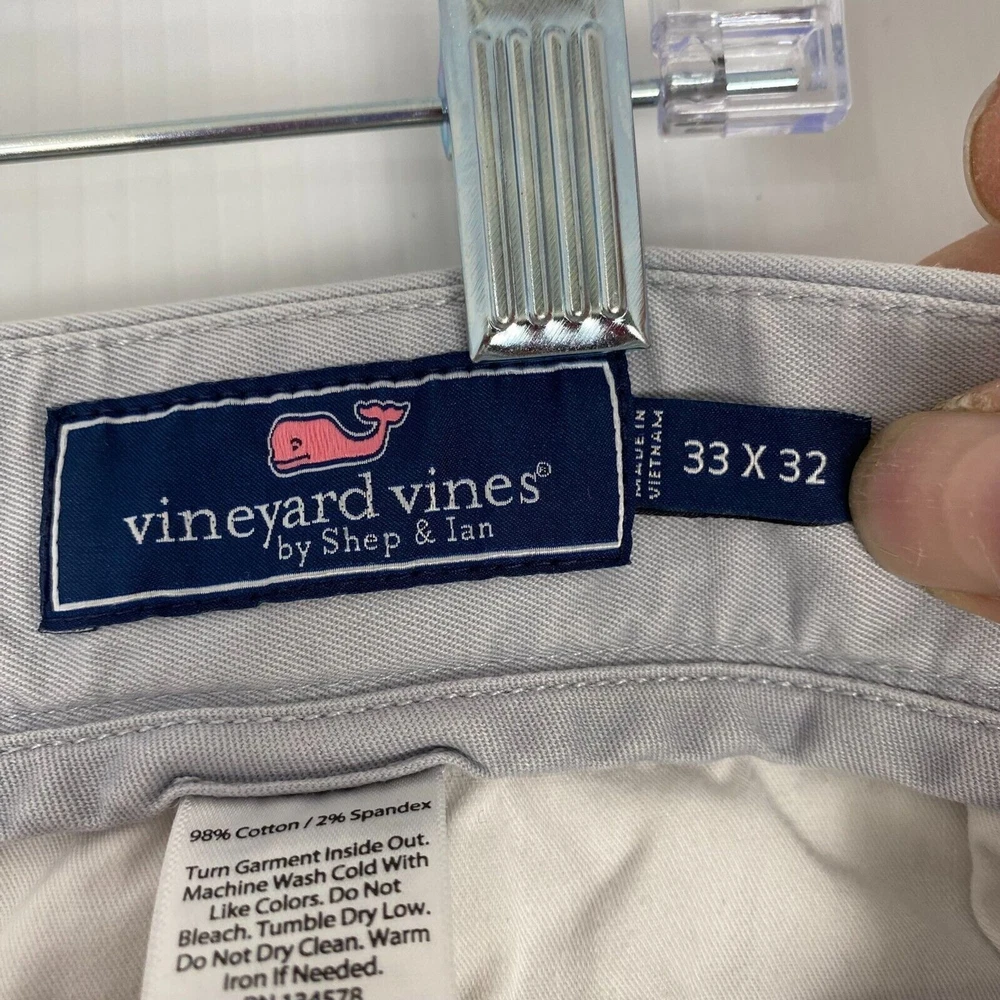 vineyard vines®
by Shep & Ian
MADE IN
VIETNAM
33 X 32
98% Cotton / 2% Spandex
Turn Garment Inside Out.
Machine Wash Cold With
Like Colors. Do Not
Bleach. Tumble Dry Low.
Do Not Dry Clean. Warm
Iron If Needed.
RN 134578